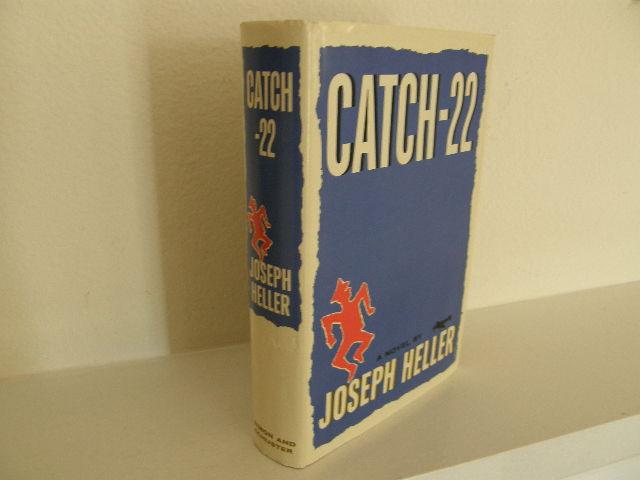 CATCH
-22
JOSEPH
HELLER
SIMON AND
SCHUSTER
CATCH-22
A NOVEL BY
JOSEPH HELLER